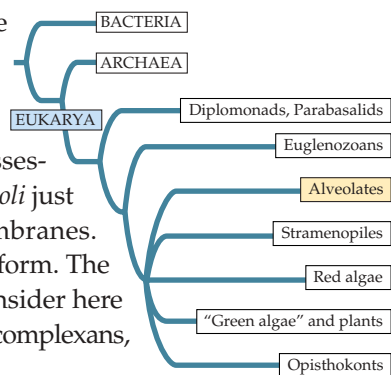 e
sses-
oli just
nbranes.
form. The
nsider here
complexans,
BACTERIA
ARCHAEA
EUKARYA
Diplomonads, Parabasalids
Euglenozoans
Alveolates
Stramenopiles
Red algae
“Green algae” and plants
Opisthokonts